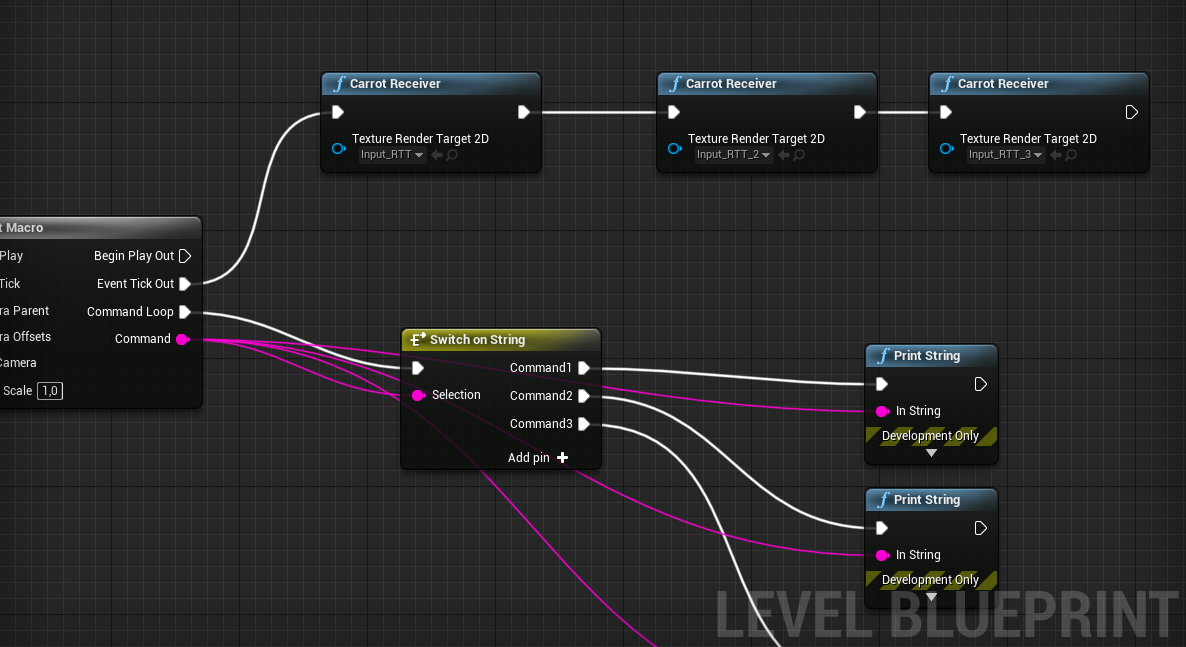 f Carrot Receiver
Texture Render Target 2D
Input_RTT
f Carrot Receiver
Texture Render Target 2D
Input_RTT_2
f Carrot Receiver
Texture Render Target 2D
Input_RTT_3
t Macro
Play
Begin Play Out
Tick
Event Tick Out
ra Parent
Command Loop
ra Offsets
Command
Camera
Scale 1,0
Switch on String
Command1
Selection
Command2
Command3
Add pin
f Print String
In String
Development Only
f Print String
In String
Development Only
LEVEL BLUEPRINT